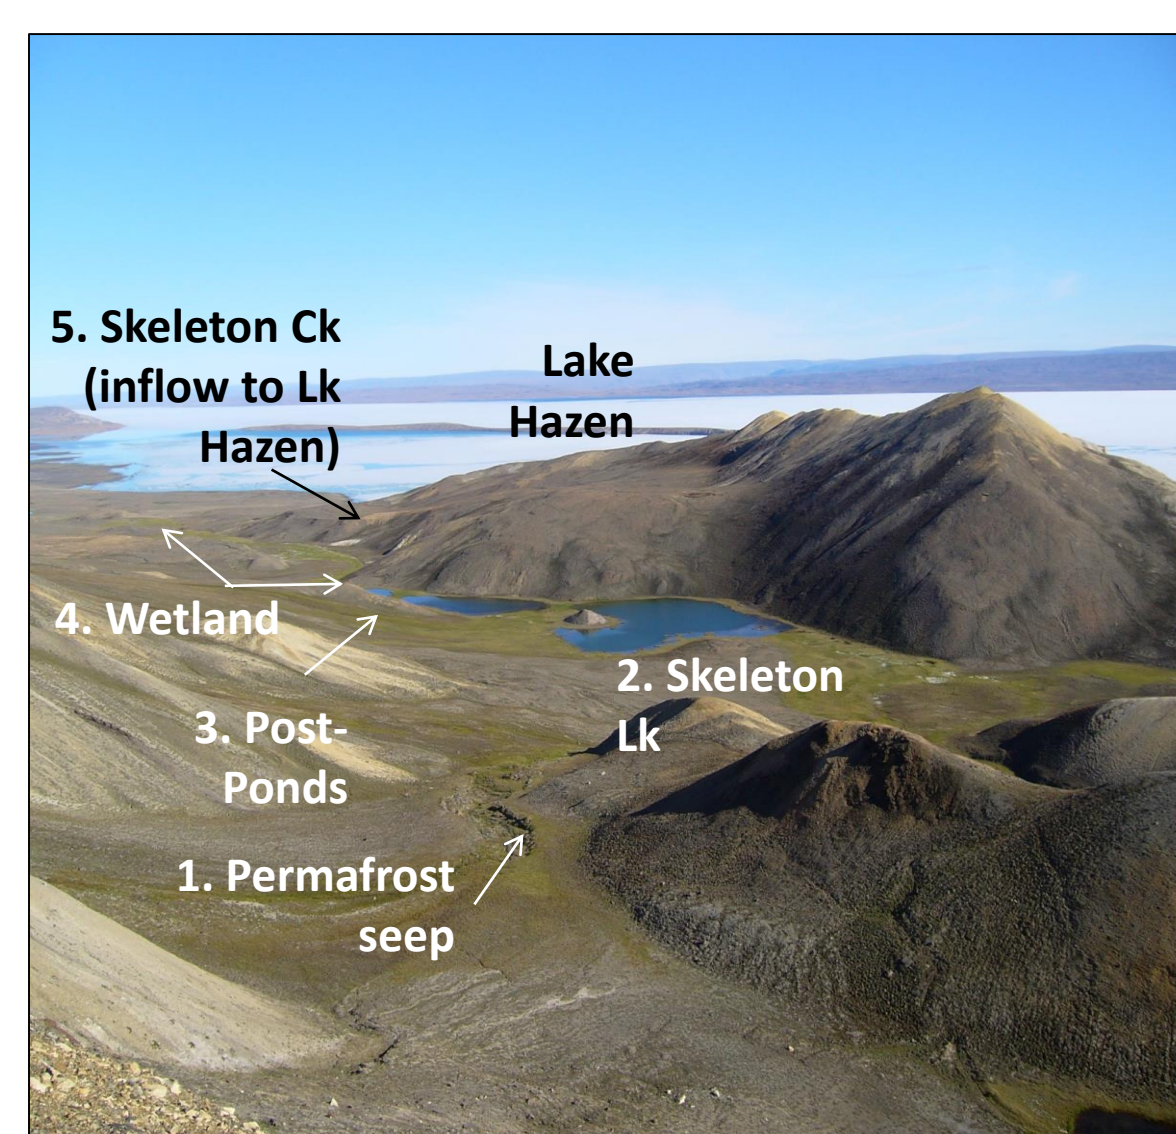 5. Skeleton Ck
(inflow to Lk
Hazen)
Lake
Hazen
4. Wetland
2. Skeleton
Lk
3. Post-
Ponds
1. Permafrost
seep